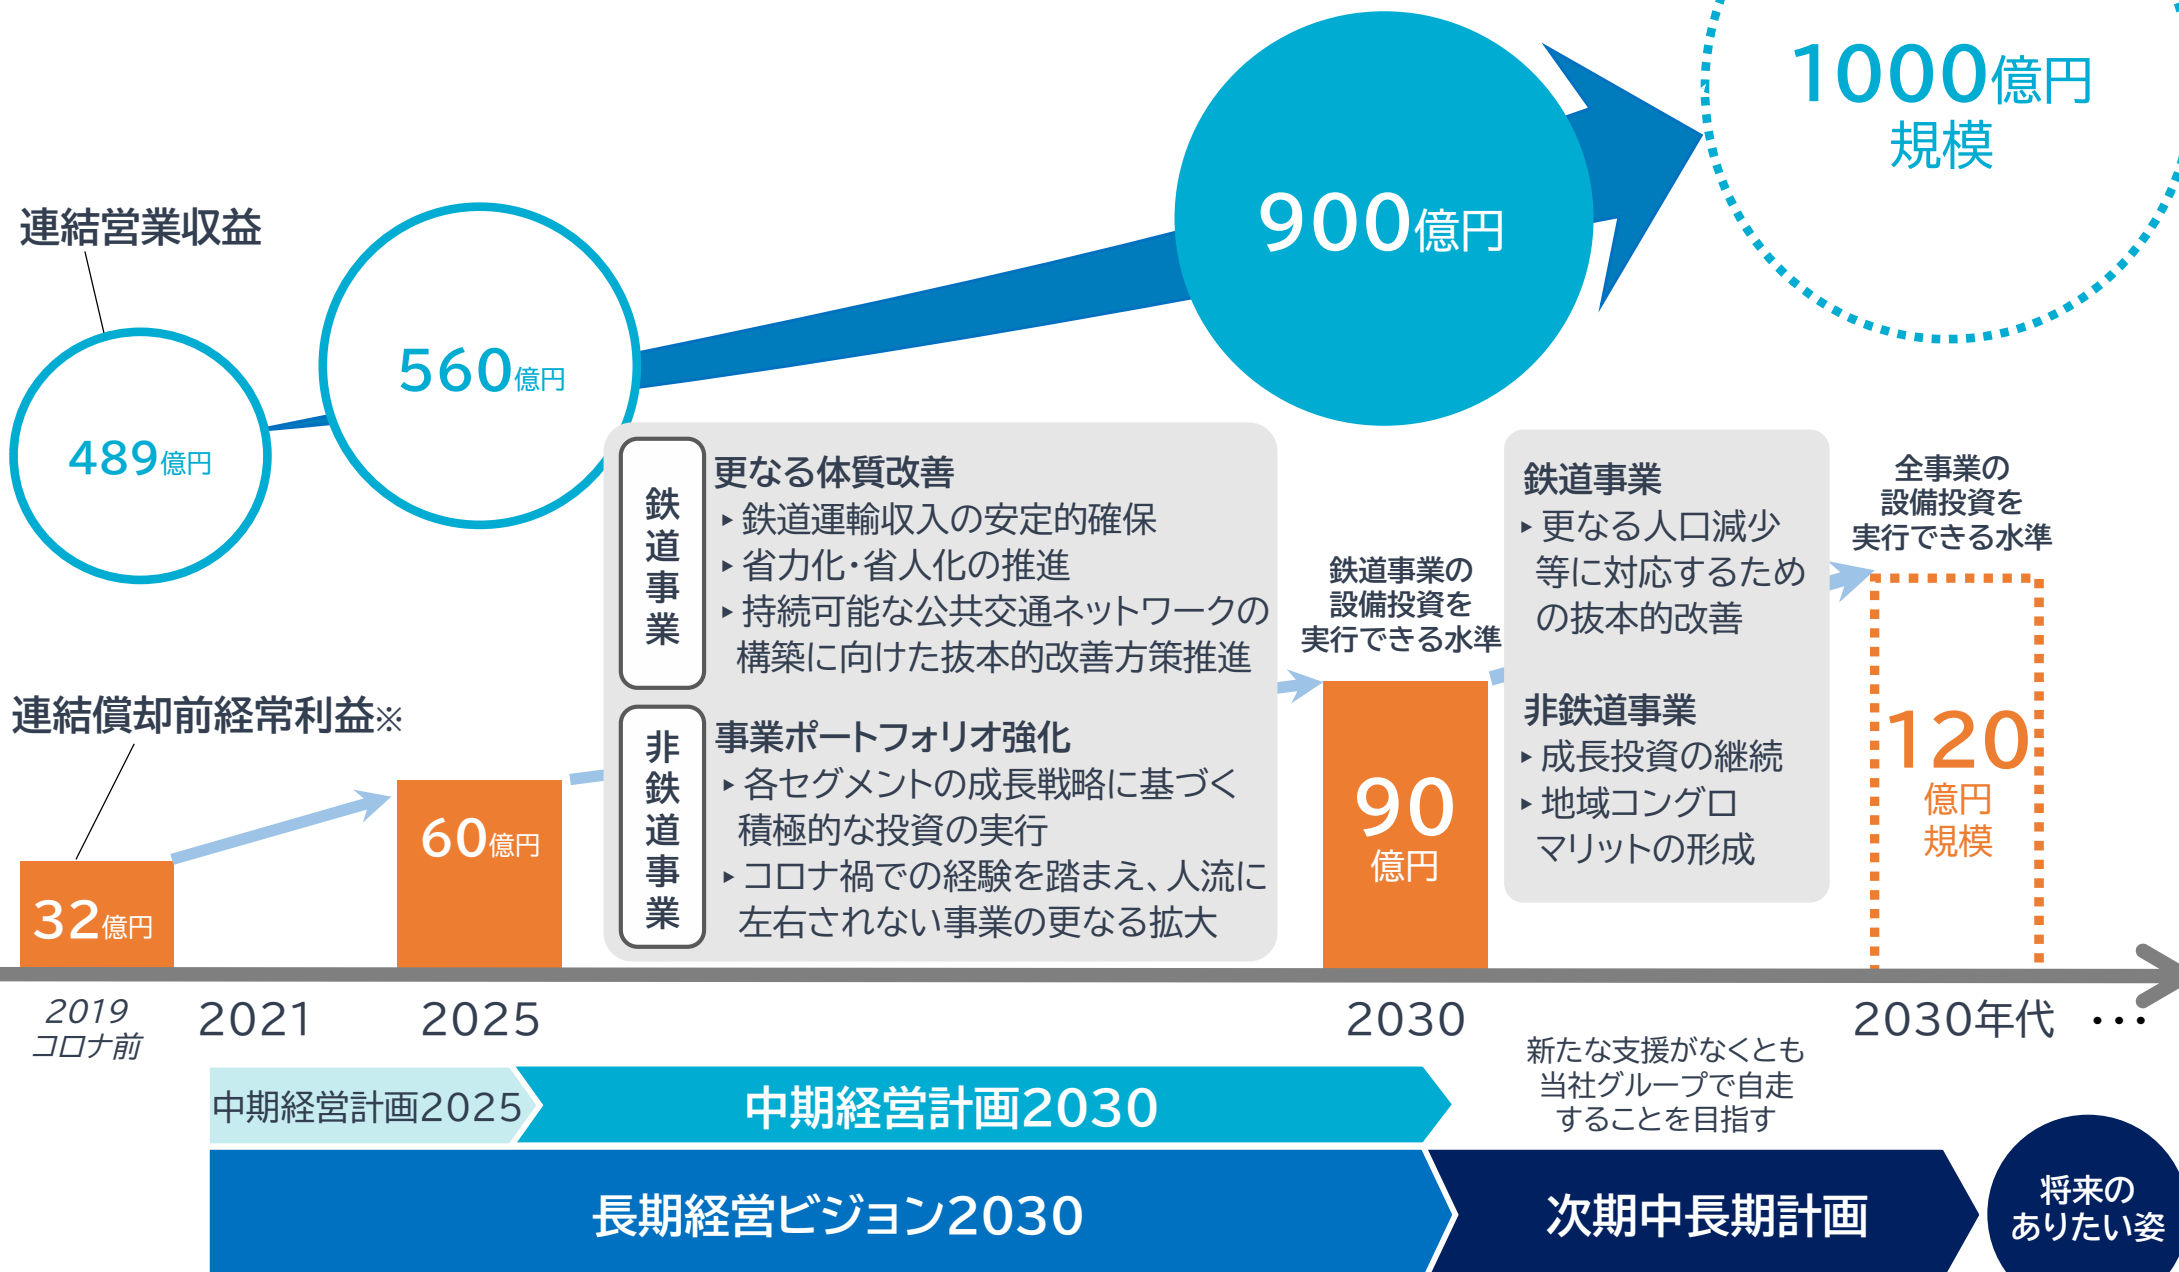 1000億円
規模
900億円
連結営業収益
560億円
489億円
鉄道事業
更なる体質改善
▸鉄道運輸収入の安定的確保
▸省力化・省人化の推進
▸持続可能な公共交通ネットワークの
構築に向けた抜本的改善方策推進
非鉄道事業
事業ポートフォリオ強化
▸各セグメントの成長戦略に基づく
積極的な投資の実行
▸コロナ禍での経験を踏まえ、人流に
左右されない事業の更なる拡大
鉄道事業の
設備投資を
実行できる水準
鉄道事業
▸更なる人口減少
等に対応するため
の抜本的改善
非鉄道事業
▸成長投資の継続
▸地域コングロ
マリットの形成
全事業の
設備投資を
実行できる水準
連結償却前経常利益※
32億円
60億円
90
億円
120
億円
規模
2019
コロナ前
2021
2025
2030
2030年代 ・・・
新たな支援がなくとも
当社グループで自走
することを目指す
中期経営計画2025
中期経営計画2030
長期経営ビジョン2030
次期中長期計画
将来の
ありたい姿